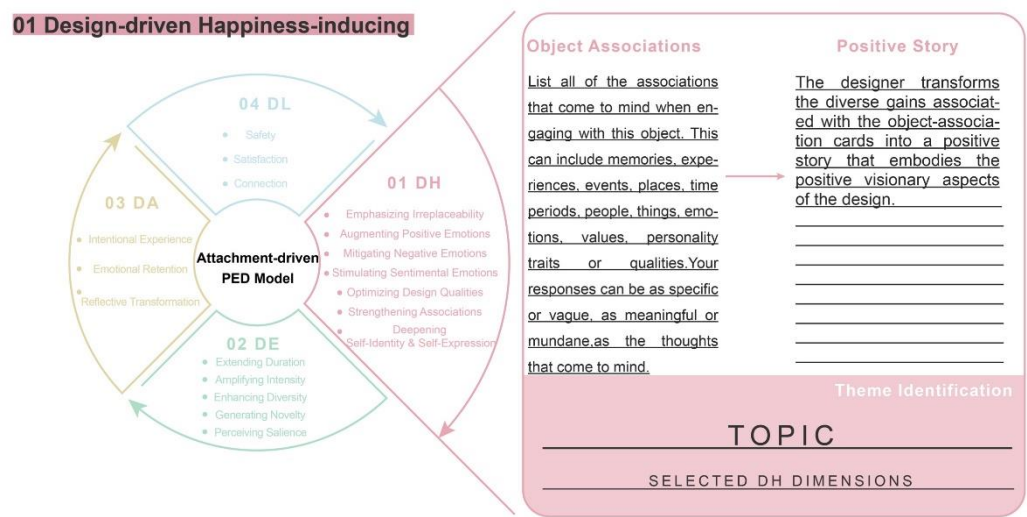 01 Design-driven Happiness-inducing
04 DL
Safety
Satisfaction
Connection
03 DA
Intentional Experience
Emotional Retention
Reflective Transformation
Attachment-driven
PED Model
01 DH
Emphasizing Irreplaceability
Augmenting Positive Emotions
Mitigating Negative Emotions
Stimulating Sentimental Emotions
Optimizing Design Qualities
Strengthening Associations
Deepening
Self-Identity & Self-Expression
02 DE
Extending Duration
Amplifying Intensity
Enhancing Diversity
Generating Novelty
Perceiving Salience
Object Associations
List all of the associations
that come to mind when en-
gaging with this object. This
can include memories, expe-
riences, events, places, time
periods, people, things, emo-
tions, values, personality
traits or qualities.Your
responses can be as specific
or vague, as meaningful or
mundane,as the thoughts
that come to mind.
Positive Story
The designer transforms
the diverse gains associat-
ed with the object-associa-
tion cards into a positive
story that embodies the
positive visionary aspects
of the design.
Theme Identification
TOPIC
SELECTED DH DIMENSIONS